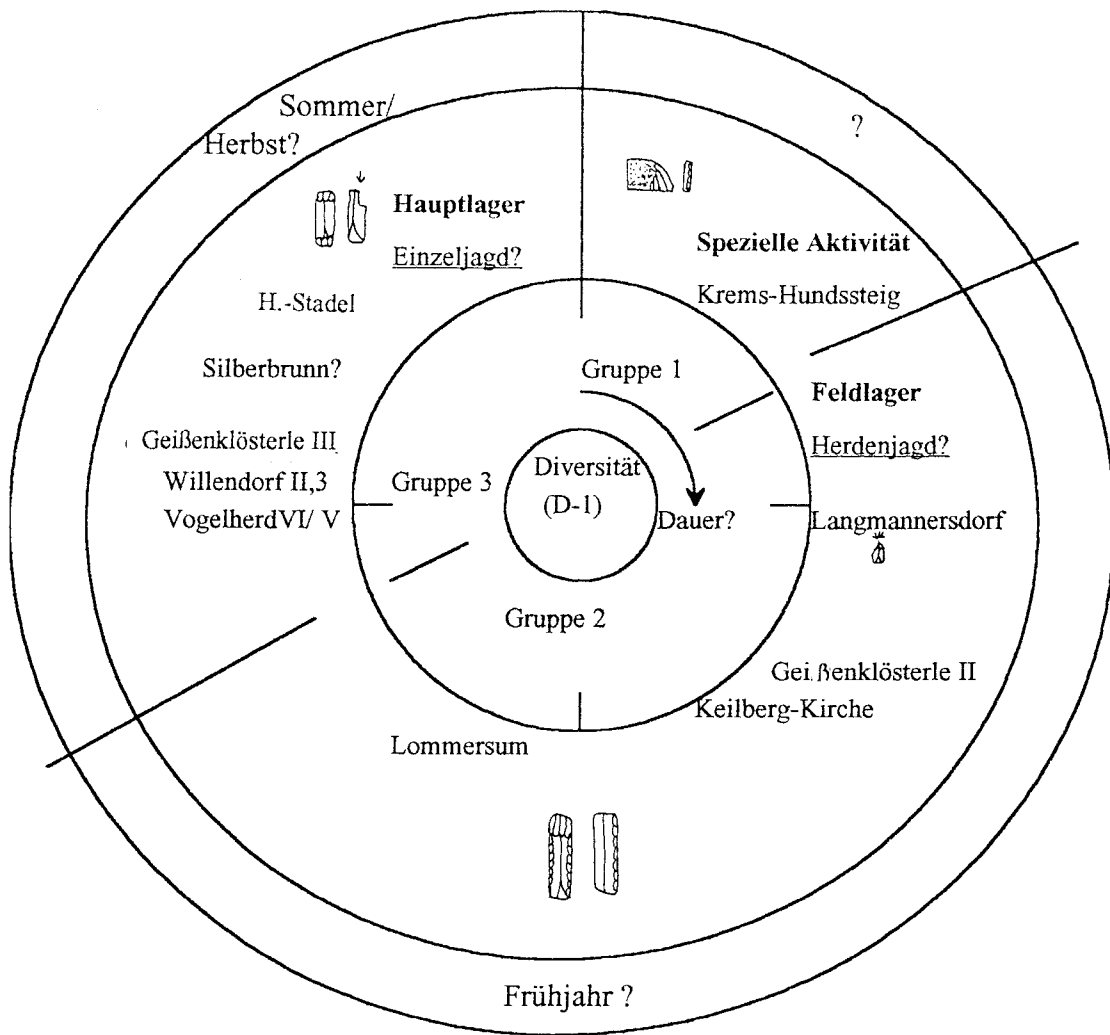 Sommer/
Herbst?
?
Hauptlager
Einzeljagd?
Spezielle Aktivität
Krems-Hundssteig
H.-Stadel
Silberbrunn?
Gruppe 1
Feldlager
Herdenjagd?
Geißenklösterle III
Willendorf II,3
VogelherdVI/ V
Gruppe 3
Diversität
(D-1)
Dauer?
Langmannersdorf
Gruppe 2
Geißenklösterle II
Keilberg-Kirche
Lommersum
Frühjahr ?